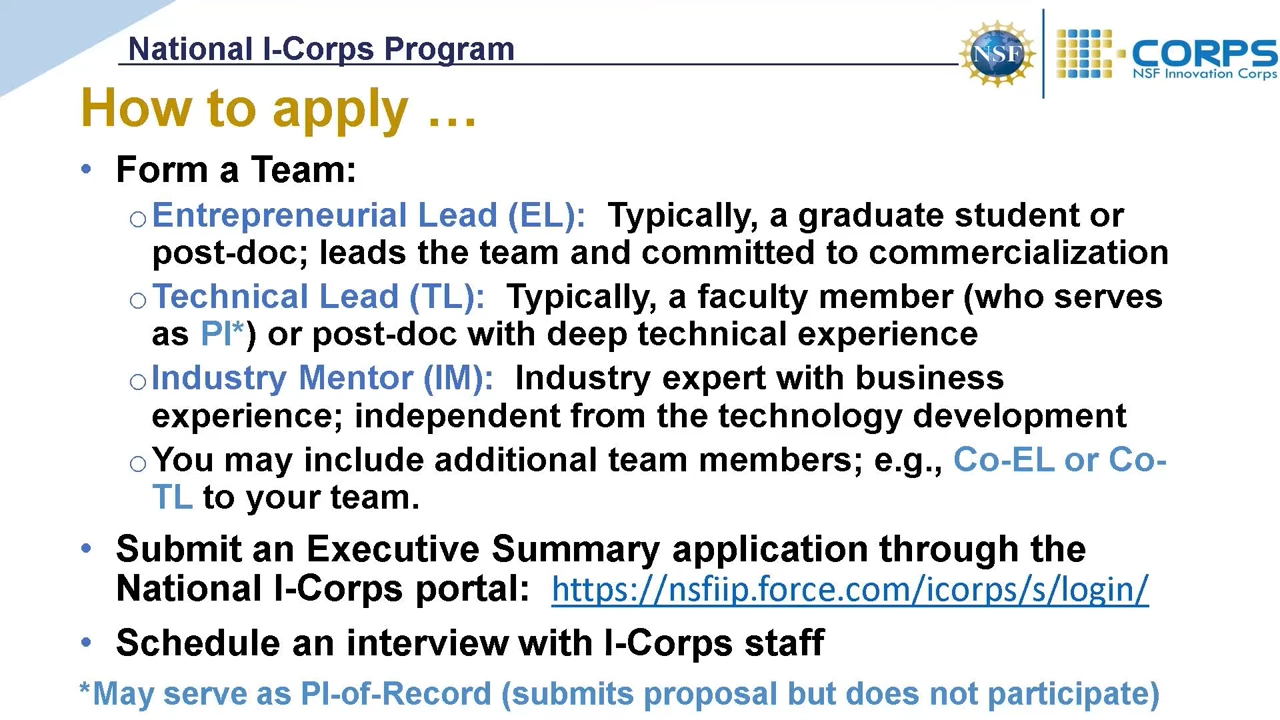 National I-Corps Program
NSF
CORPS
NSF Innovation Corps
How to apply …
• Form a Team:
o Entrepreneurial Lead (EL): Typically, a graduate student or
post-doc; leads the team and committed to commercialization
o Technical Lead (TL): Typically, a faculty member (who serves
as PI*) or post-doc with deep technical experience
o Industry Mentor (IM): Industry expert with business
experience; independent from the technology development
o You may include additional team members; e.g., Co-EL or Co-
TL to your team.
• Submit an Executive Summary application through the
National I-Corps portal: https://nsfiip.force.com/icorps/s/login/
• Schedule an interview with I-Corps staff
*May serve as PI-of-Record (submits proposal but does not participate)